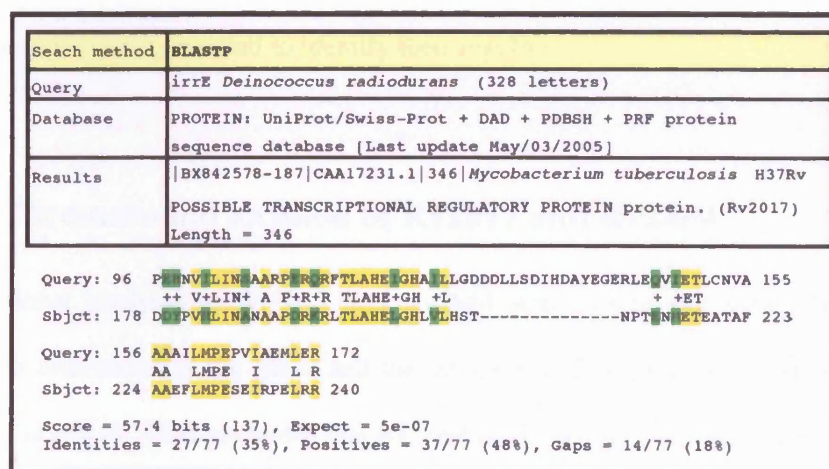 Seach method BLASTP
Query irrE Deinococcus radiodurans (328 letters)
Database PROTEIN: UniProt/Swiss-Prot + DAD + PDBSH + PRF protein
sequence database [Last update May/03/2005]
Results |BX842578-187|CAA17231.1|346|Mycobacterium tuberculosis H37Rv
POSSIBLE TRANSCRIPTIONAL REGULATORY PROTEIN protein. (Rv2017)
Length = 346
Query: 96 PEHNVILINSAARPERQRFTLAHEIGHAILLGDDDLLSDIHDAYEGERLEQVIETLCNVA 155
++ V+LIN+ A P+R+R TLAHE+GH +L + +ET
Sbjct: 178 DDYPVHLINANAAPDRKRLTLAHELGHLVLHST--------------NPTENHETEATAF 223
Query: 156 AAAILMPEPVIAEMLER 172
AA LMPE I L R
Sbjct: 224 AAEFLMPESEIRPELRR 240
Score = 57.4 bits (137), Expect = 5e-07
Identities = 27/77 (35%), Positives = 37/77 (48%), Gaps = 14/77 (18%)